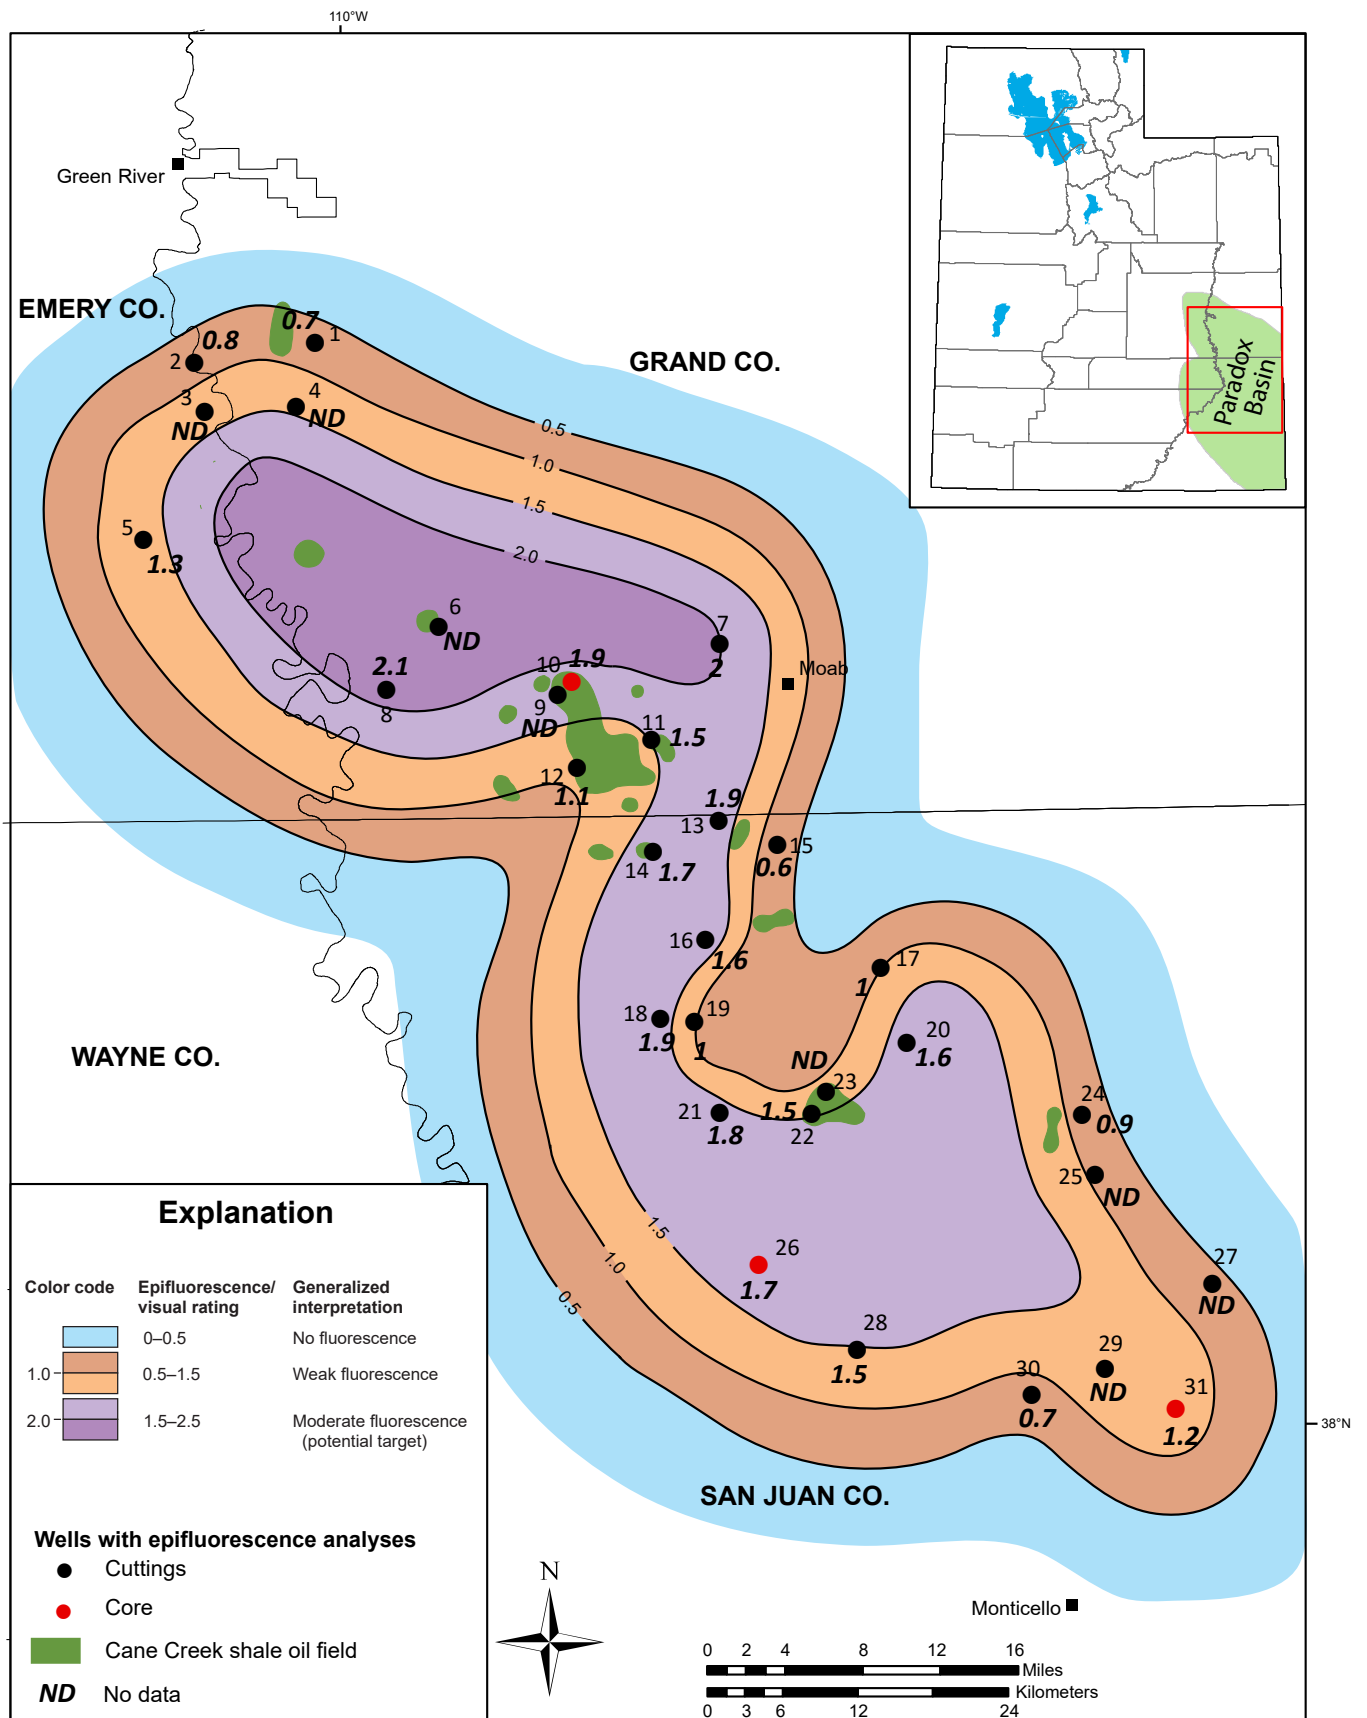 110°W
Green River
EMERY CO.
GRAND CO.
Paradox
Basin
0.7
1
0.8
2
3
ND
4
ND
0.5
1.0
1.5
2.0
5
1.3
6
ND
7
2
Moab
2.1
8
10
1.9
9
ND
11
1.5
12
1.1
1.9
13
15
0.6
14
1.7
16
1.6
17
1
18
1.9
19
1
20
1.6
ND
23
21
1.8
1.5
22
24
0.9
25
ND
WAYNE CO.
1.5
1.0
0.5
26
1.7
27
ND
28
1.5
29
ND
30
0.7
31
1.2
38°N
SAN JUAN CO.
Monticello
Explanation
Color code Epifluorescence/ Generalized
visual rating interpretation
0–0.5 No fluorescence
1.0 0.5–1.5 Weak fluorescence
2.0 1.5–2.5 Moderate fluorescence
(potential target)
Wells with epifluorescence analyses
Cuttings
Core
Cane Creek shale oil field
ND No data
N
0 2 4 8 12 16
Miles
Kilometers
0 3 6 12 24